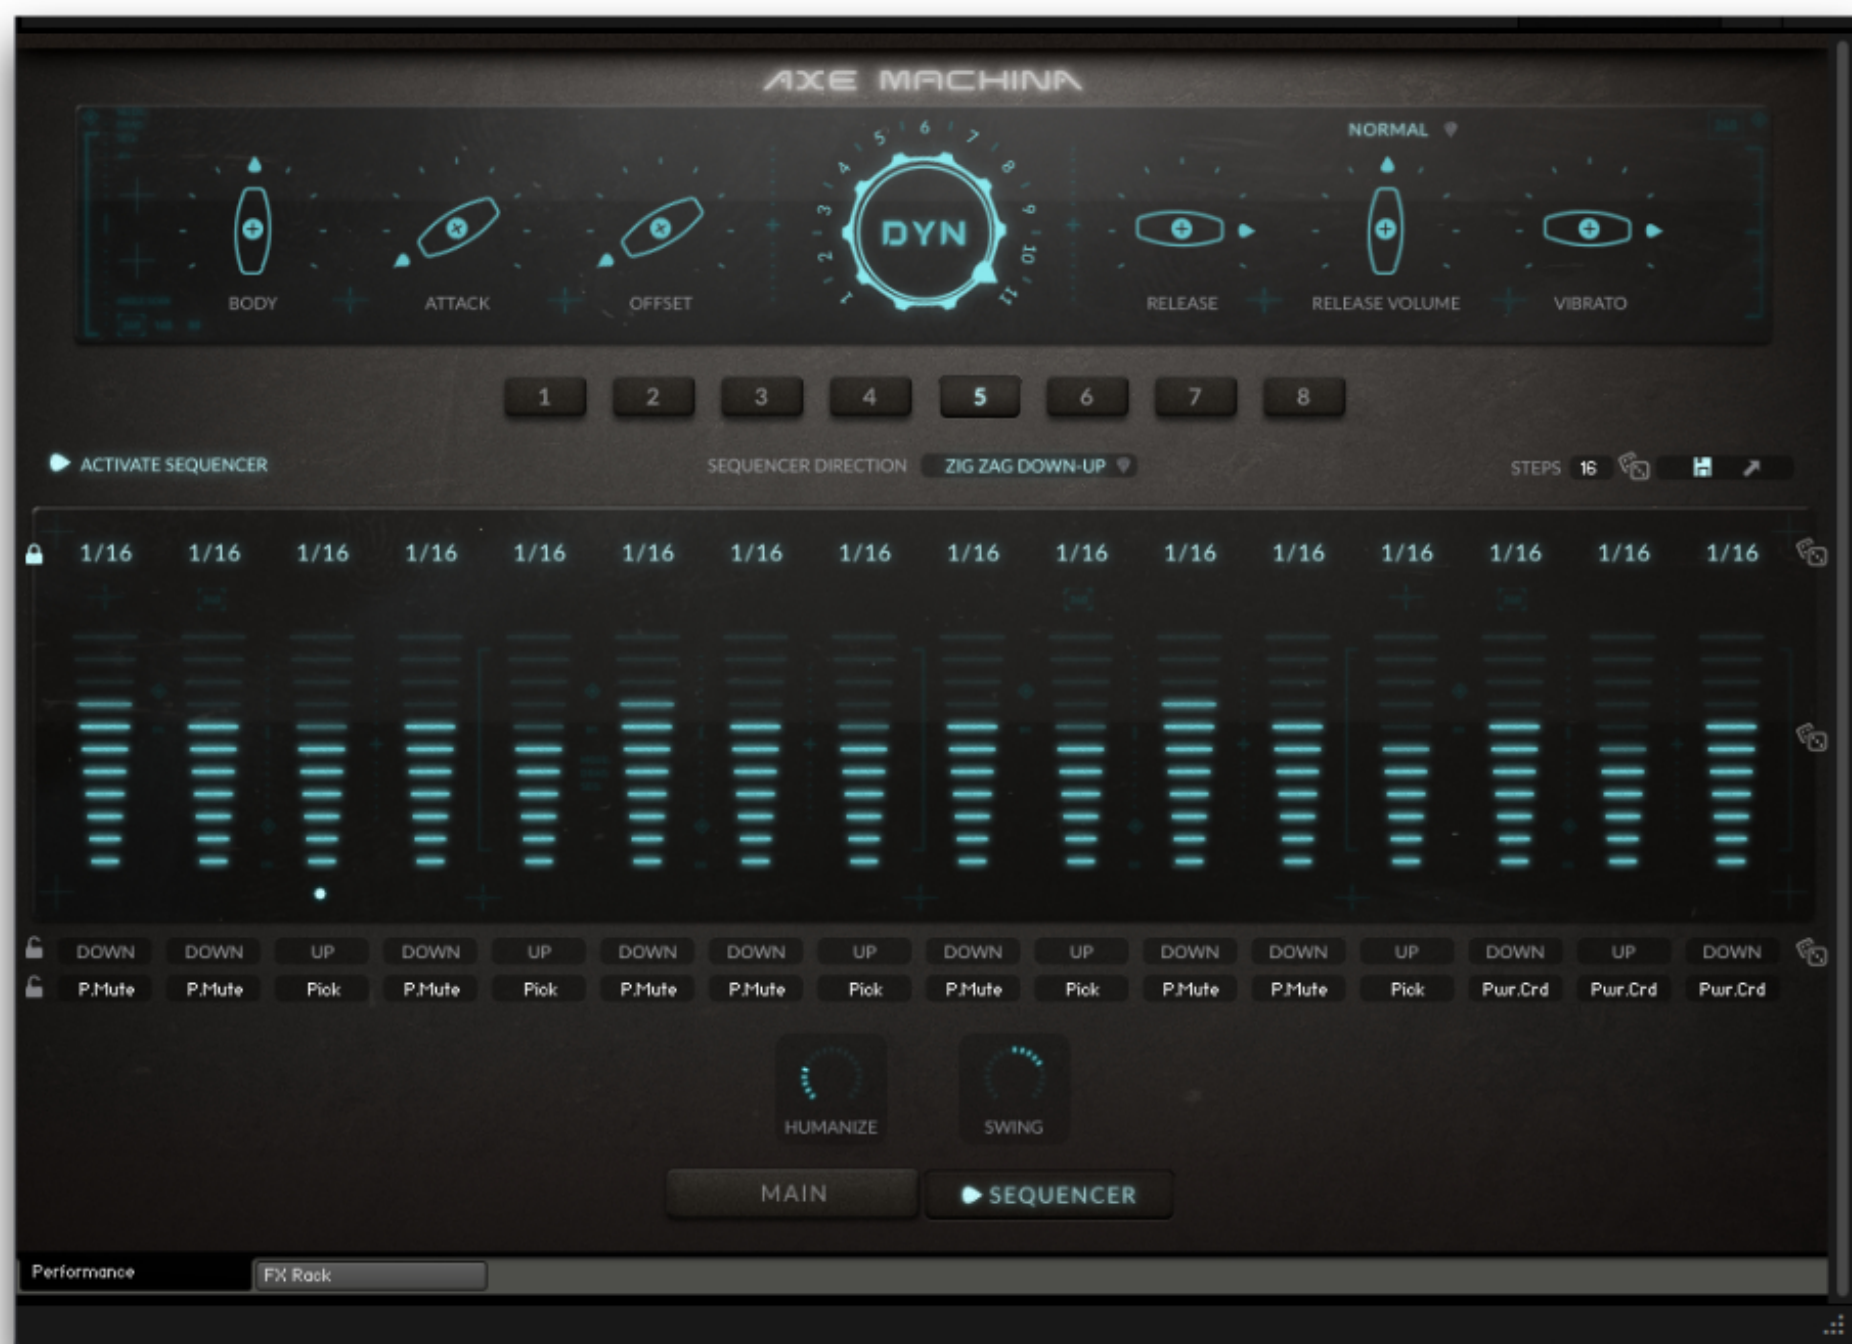 AXE MACHINA
NORMAL
1 2 3 4 5 6 7 8 9 10 11
DYN
BODY ATTACK OFFSET RELEASE RELEASE VOLUME VIBRATO
1 2 3 4 5 6 7 8
ACTIVATE SEQUENCER SEQUENCER DIRECTION ZIG ZAG DOWN-UP STEPS 16
1/16 1/16 1/16 1/16 1/16 1/16 1/16 1/16 1/16 1/16 1/16 1/16 1/16 1/16 1/16 1/16
DOWN DOWN UP DOWN UP DOWN DOWN UP DOWN UP DOWN DOWN UP DOWN UP DOWN
P.Mute P.Mute Pick P.Mute Pick P.Mute P.Mute Pick P.Mute Pick P.Mute P.Mute Pick Pwr.Crd Pwr.Crd Pwr.Crd
HUMANIZE SWING
MAIN SEQUENCER
Performance FX Rack